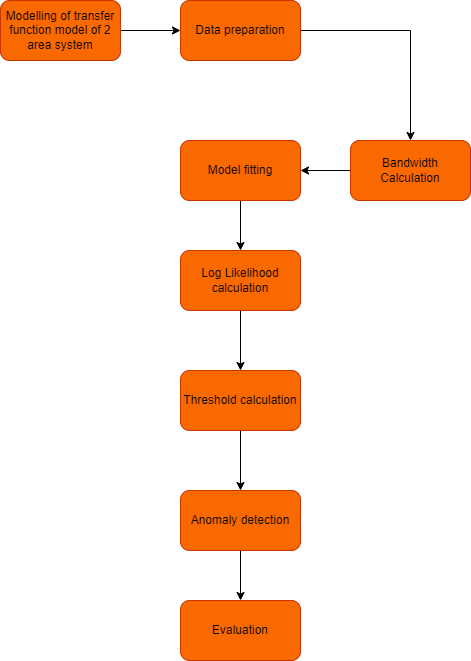 Modelling of transfer
function model of 2
area system
Data preparation
Bandwidth
Calculation
Model fitting
Log Likelihood
calculation
Threshold calculation
Anomaly detection
Evaluation